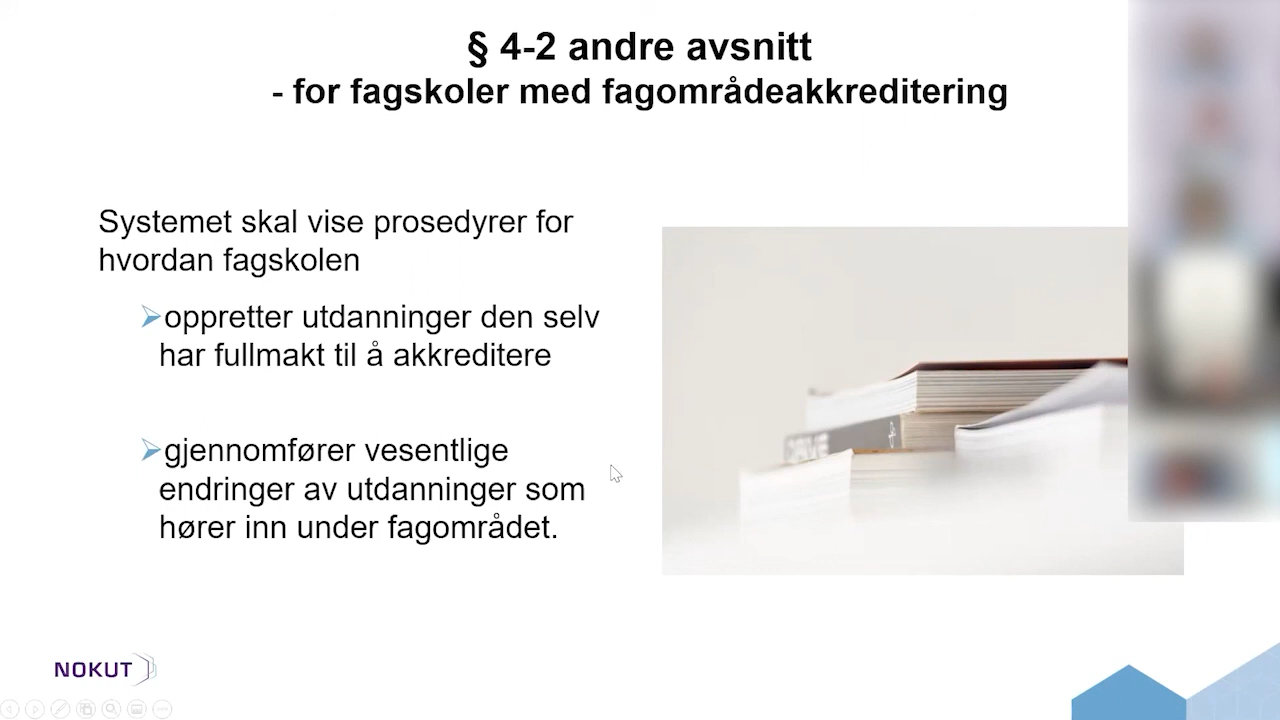 § 4-2 andre avsnitt
- for fagskoler med fagområdeakkreditering
Systemet skal vise prosedyrer for
hvordan fagskolen
oppretter utdanninger den selv
har fullmakt til å akkreditere
gjennomfører vesentlige
endringer av utdanninger som
hører inn under fagområdet.
NOKUT